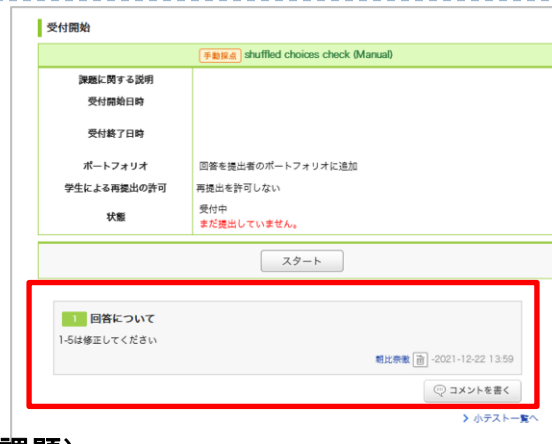 受付開始
手動採点 shuffled choices check (Manual)
課題に関する説明
受付開始日時
受付終了日時
ポートフォリオ 回答を提出者のポートフォリオに追加
学生による再提出の許可 再提出を許可しない
状態 受付中
まだ提出していません。
スタート
1 回答について
1-5は修正してください
朝比奈敏 -2021-12-22 13:59
コメントを書く
小テスト一覧へ